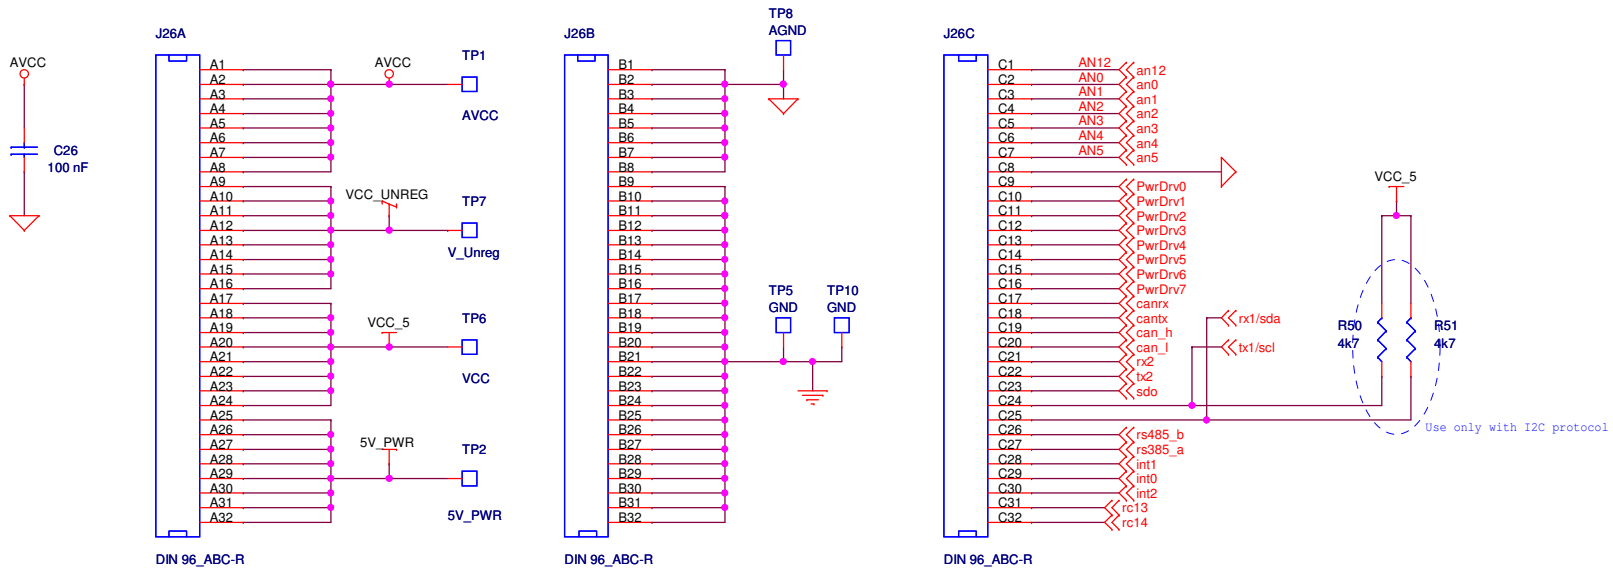 AVCC
C26
100 nF
J26A
A1
A2
A3
A4
A5
A6
A7
A8
A9
A10
A11
A12
A13
A14
A15
A16
A17
A18
A19
A20
A21
A22
A23
A24
A25
A26
A27
A28
A29
A30
A31
A32
DIN 96_ABC-R
AVCC
TP1
AVCC
VCC_UNREG
TP7
V_Unreg
VCC_5
TP6
VCC
5V_PWR
TP2
5V_PWR
J26B
B1
B2
B3
B4
B5
B6
B7
B8
B9
B10
B11
B12
B13
B14
B15
B16
B17
B18
B19
B20
B21
B22
B23
B24
B25
B26
B27
B28
B29
B30
B31
B32
DIN 96_ABC-R
TP8
AGND
TP5
GND
TP10
GND
J26C
C1 AN12 an12
C2 AN0 an0
C3 AN1 an1
C4 AN2 an2
C5 AN3 an3
C6 AN4 an4
C7 AN5 an5
C8
C9 PwrDrv0
C10 PwrDrv1
C11 PwrDrv2
C12 PwrDrv3
C13 PwrDrv4
C14 PwrDrv5
C15 PwrDrv6
C16 PwrDrv7
C17 canrx
C18 cantx
C19 can_h
C20 can_l
C21 rx2
C22 tx2
C23 sdo
C24
C25
C26 rs485_b
C27 rs385_a
C28 int1
C29 int0
C30 int2
C31 rc13
C32 rc14
DIN 96_ABC-R
rx1/sda
tx1/scl
VCC_5
R50
4k7
R51
4k7
Use only with I2C protocol